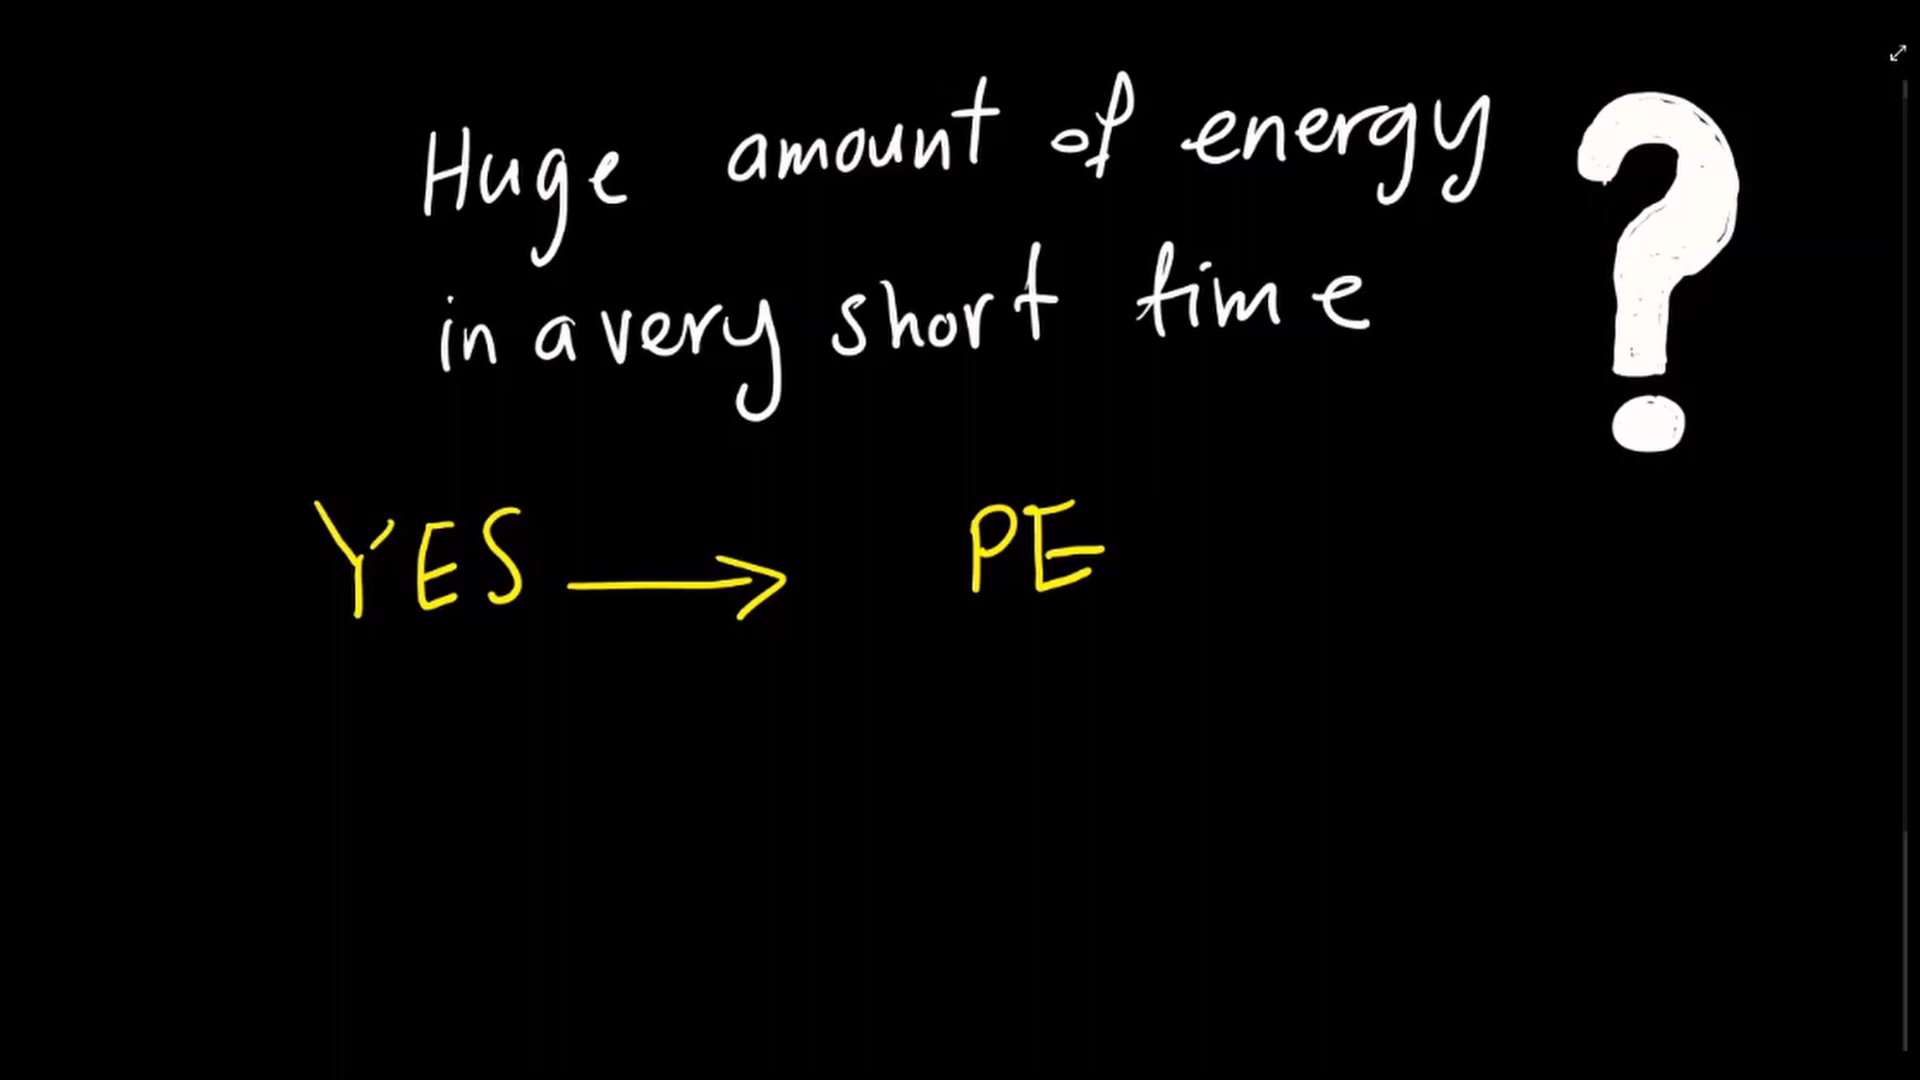 Huge amount of energy ?
in a very short time
YES → PE